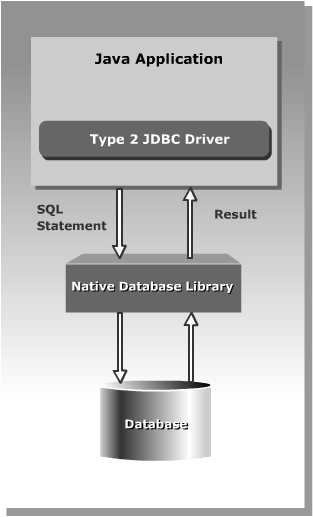 Java Application
Type 2 JDBC Driver
SQL
Statement
Result
Native Database Library
Database